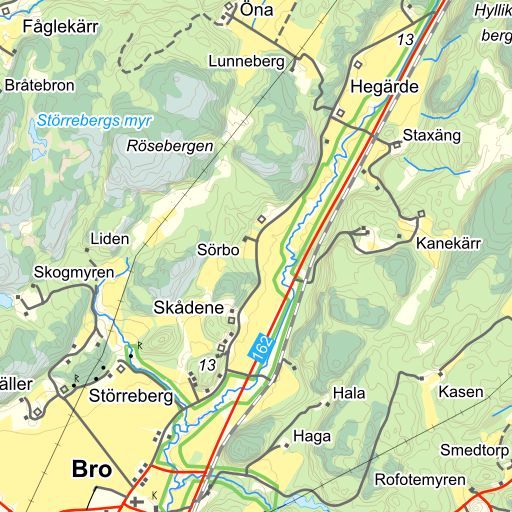 Öna
Hyllik
berg
Fåglekärr
13
Lunneberg
Bråtebron
Hegärde
Störrebergs myr
Staxäng
Rösebergen
Liden
Sörbo
Kanekärr
Skogmyren
Skådene
162
13
R
R
äller
Störreberg
Hala
Kasen
Haga
Bro
Smedtorp
Rofotemyren
K